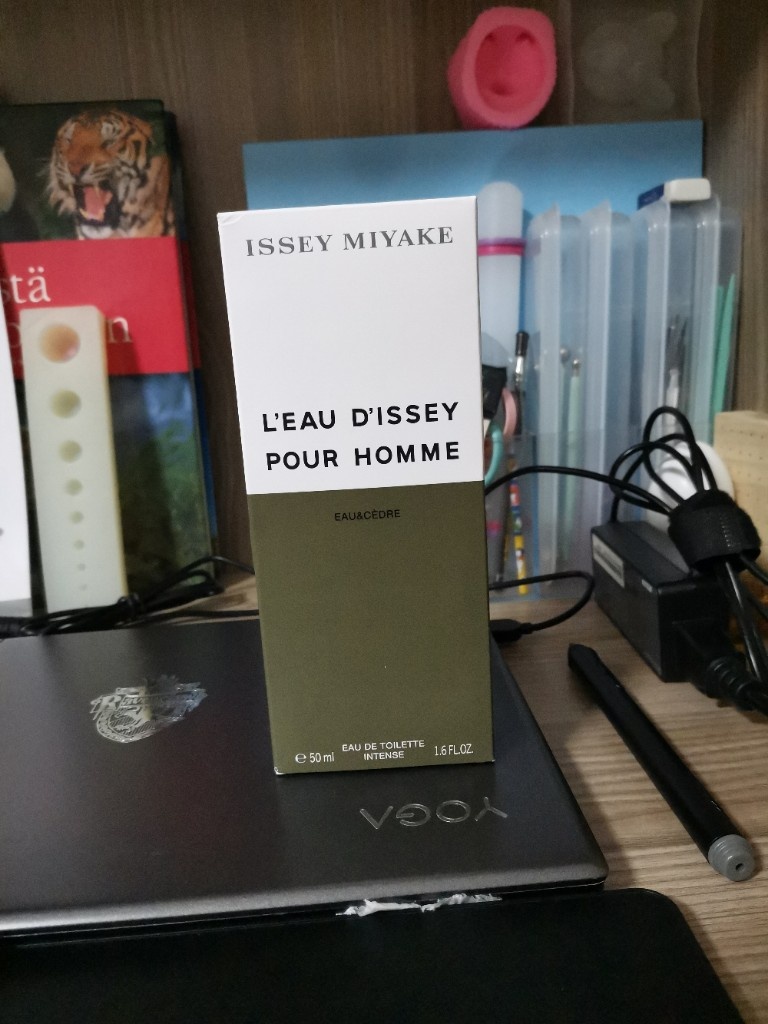 ISSEY MIYAKE
L'EAU D'ISSEY
POUR HOMME
EAU&CÈDRE
e 50 ml
EAU DE TOILETTE
INTENSE
1.6 FL.OZ.
stä
n
YOGA